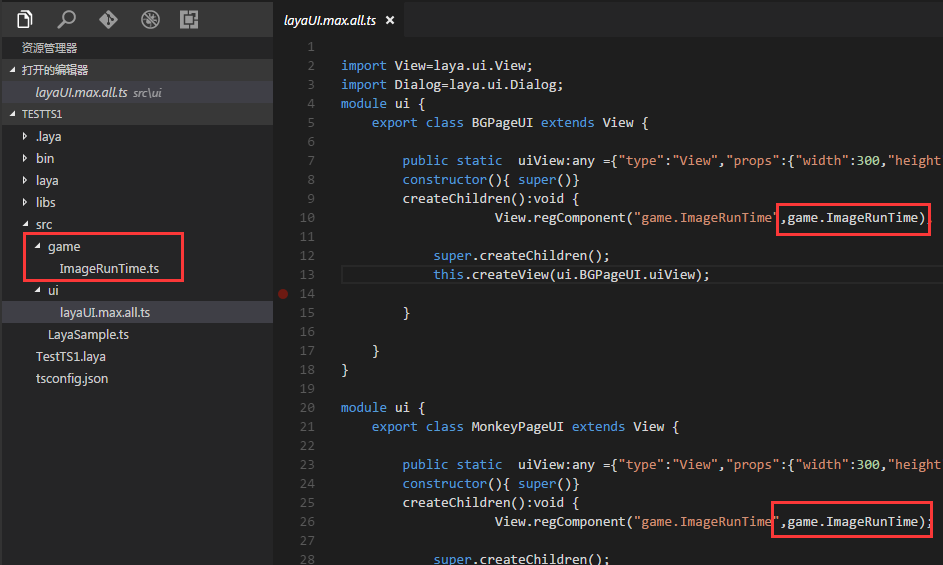 资源管理器
打开的编辑器
layaUI.max.all.ts src\ui
TESTTS1
.laya
bin
laya
libs
src
game
ImageRunTime.ts
ui
layaUI.max.all.ts
LayaSample.ts
TestTS1.laya
tsconfig.json
layaUI.max.all.ts ×
1
2 import View=laya.ui.View;
3 import Dialog=laya.ui.Dialog;
4 module ui {
5 export class BGPageUI extends View {
6
7 public static  uiView:any ={"type":"View","props":{"width":300,"height
8 constructor(){ super()}
9 createChildren():void {
10 View.regComponent("game.ImageRunTime",game.ImageRunTime);
11
12 super.createChildren();
13 this.createView(ui.BGPageUI.uiView);
14
15 }
16
17 }
18 }
19
20 module ui {
21 export class MonkeyPageUI extends View {
22
23 public static  uiView:any ={"type":"View","props":{"width":300,"height
24 constructor(){ super()}
25 createChildren():void {
26 View.regComponent("game.ImageRunTime",game.ImageRunTime);
27
28 super.createChildren();